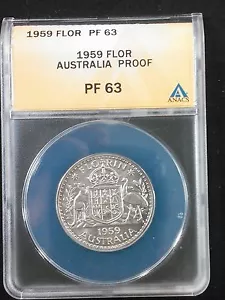 1959 FLOR PF 63
1959 FLOR
AUSTRALIA PROOF
PF 63
ANACS
FLORIN
1959
AUSTRALIA